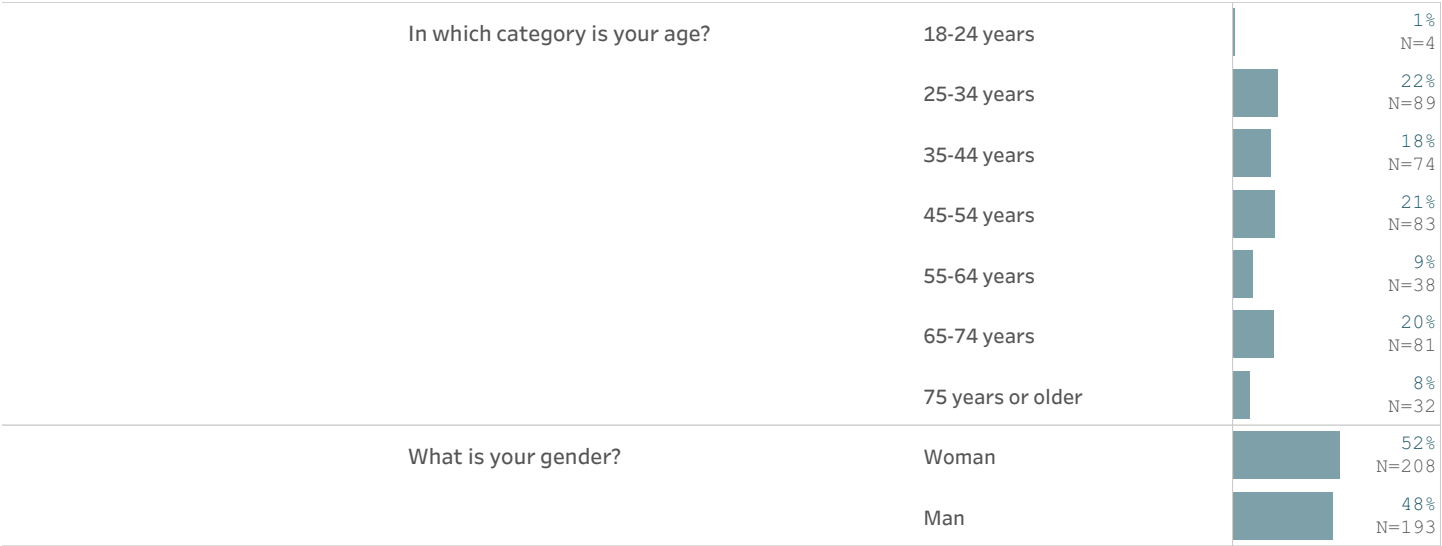 In which category is your age?
18-24 years
1%
N=4
25-34 years
22%
N=89
35-44 years
18%
N=74
45-54 years
21%
N=83
55-64 years
9%
N=38
65-74 years
20%
N=81
75 years or older
8%
N=32
What is your gender?
Woman
52%
N=208
Man
48%
N=193